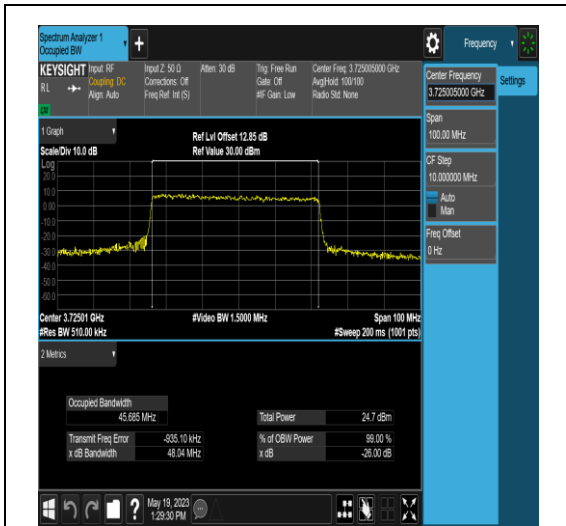 Spectrum Analyzer 1
Occupied BW
Frequency
KEYSIGHT
RL
Input: RF
Coupling: DC
Align: Auto
Input Z: 50 Ω
Corrections: Off
Freq Ref: Int (S)
Atten: 30 dB
Trig: Free Run
Gate: Off
#IF Gain: Low
Center Freq: 3.725005000 GHz
Avg|Hold: 100/100
Radio Std: None
Center Frequency
3.725005000 GHz
Settings
Span
100.00 MHz
CF Step
10.000000 MHz
Auto
Man
Freq Offset
0 Hz
1 Graph
Scale/Div 10.0 dB
Ref Lvl Offset 12.85 dB
Ref Value 30.00 dBm
Log
20.0
10.0
0.00
-10.0
-20.0
-30.0
-40.0
-50.0
-60.0
Center 3.72501 GHz
#Video BW 1.5000 MHz
Span 100 MHz
#Res BW 510.00 kHz
#Sweep 200 ms (1001 pts)
2 Metrics
Occupied Bandwidth
45.685 MHz
Total Power 24.7 dBm
Transmit Freq Error -935.10 kHz
% of OBW Power 99.00 %
x dB Bandwidth 48.04 MHz
x dB -26.00 dB
?
May 19, 2023
1:29:30 PM